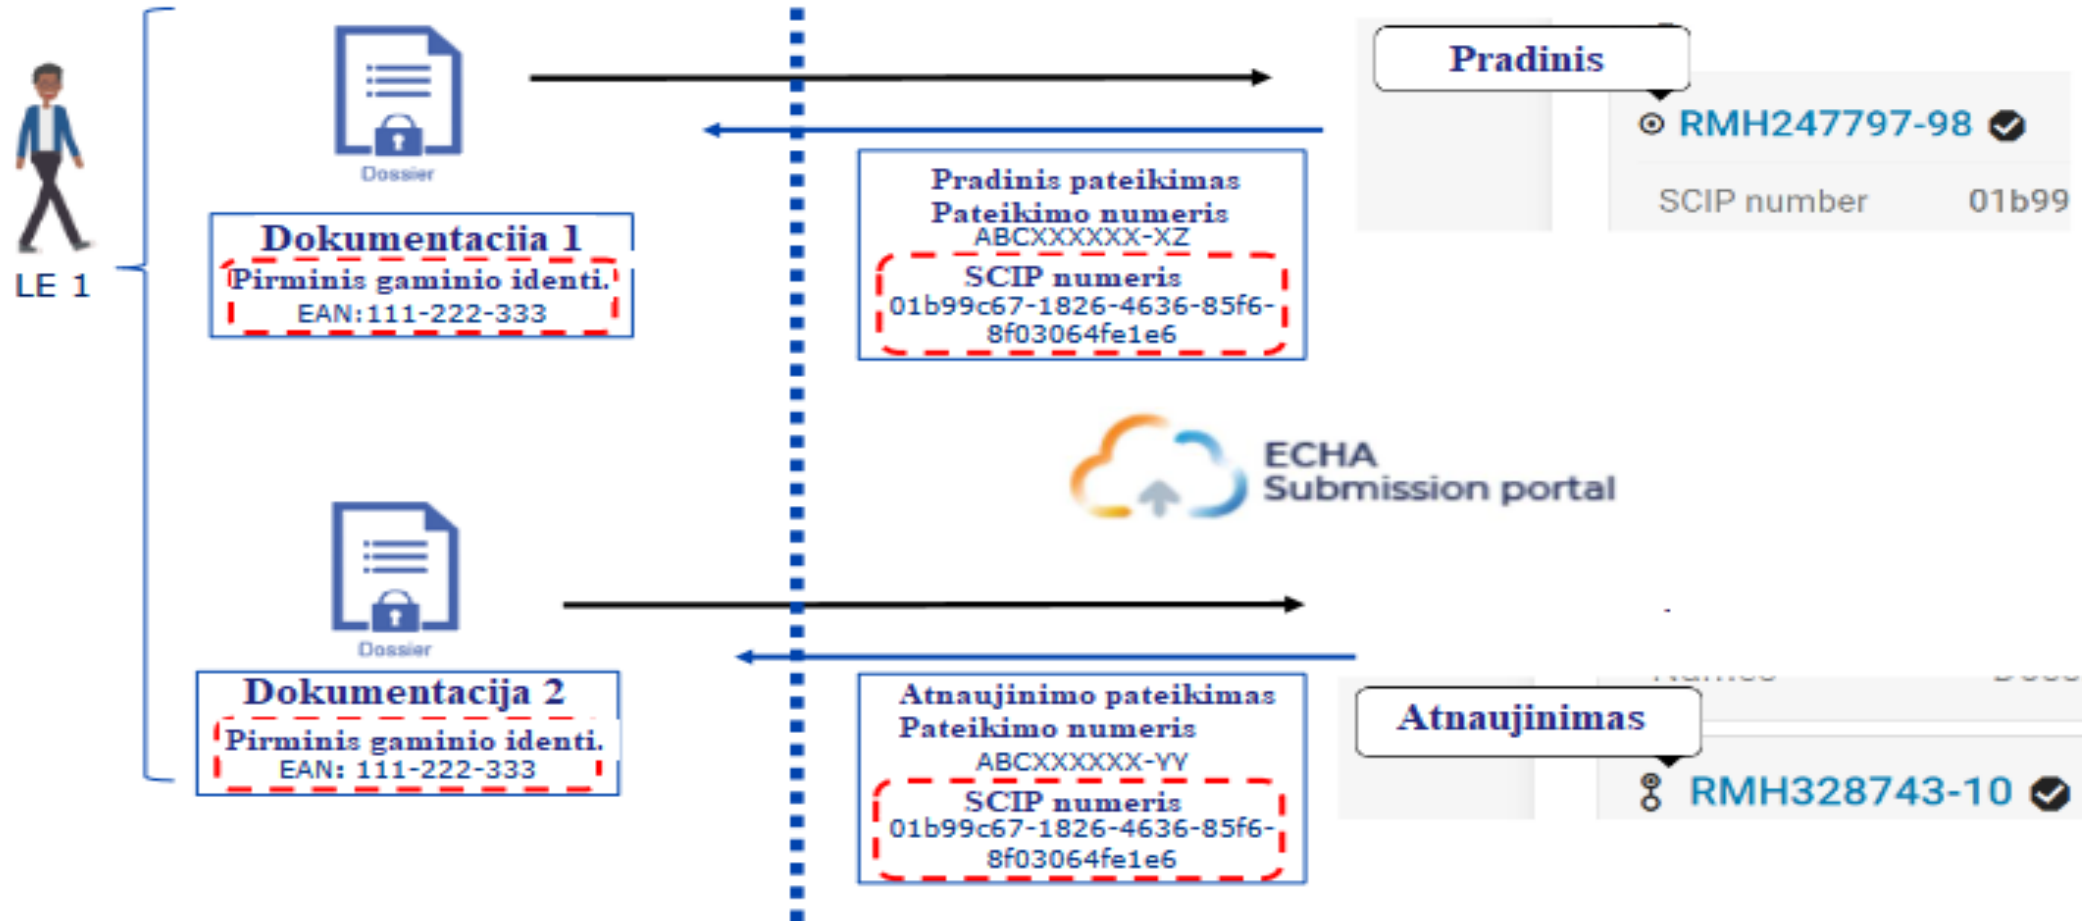 Pradinis
RMH247797-98
SCIP number 01b99
Dossier
Dokumentacija 1
Pirminis gaminio identi.
EAN:111-222-333
LE 1
Pradinis pateikimas
Pateikimo numeris
ABCXXXXXX-XZ
SCIP numeris
01b99c67-1826-4636-85f6-
8f03064fe1e6
ECHA
Submission portal
Dossier
Dokumentacija 2
Pirminis gaminio identi.
EAN: 111-222-333
Atnaujinimo pateikimas
Pateikimo numeris
ABCXXXXXX-YY
SCIP numeris
01b99c67-1826-4636-85f6-
8f03064fe1e6
Atnaujinimas
RMH328743-10